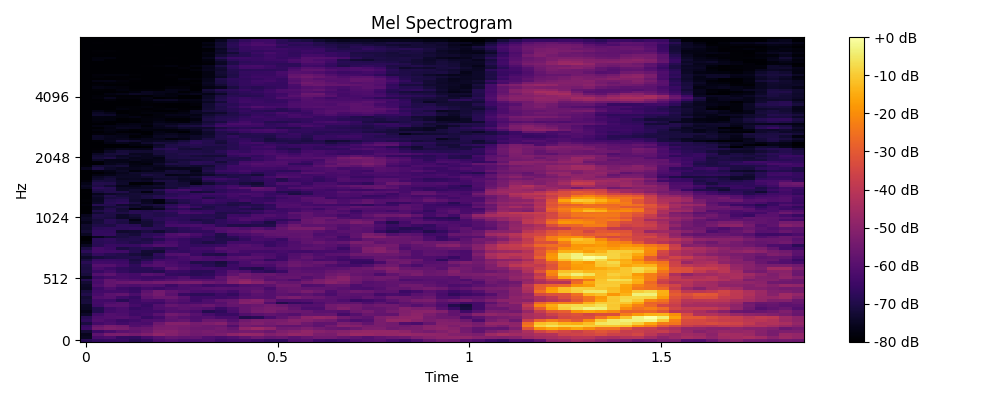 Mel Spectrogram
Hz
4096
2048
1024
512
0
0 0.5 1 1.5
Time
+0 dB
-10 dB
-20 dB
-30 dB
-40 dB
-50 dB
-60 dB
-70 dB
-80 dB